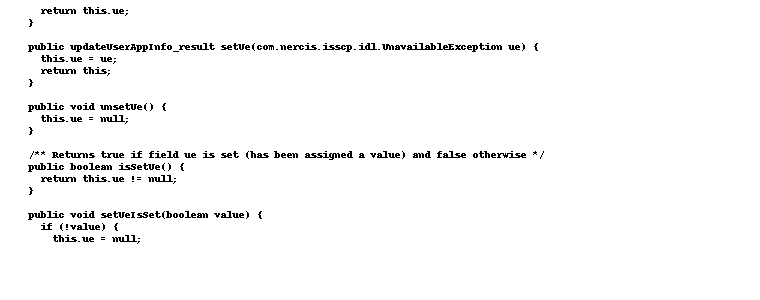 return this.ue;
}
public updateUserAppInfo_result setUe(com.nercis.isscp.idl.UnavailableException ue) {
this.ue = ue;
return this;
}
public void unsetUe() {
this.ue = null;
}
/** Returns true if field ue is set (has been assigned a value) and false otherwise */
public boolean isSetUe() {
return this.ue != null;
}
public void setUeIsSet(boolean value) {
if (!value) {
this.ue = null;